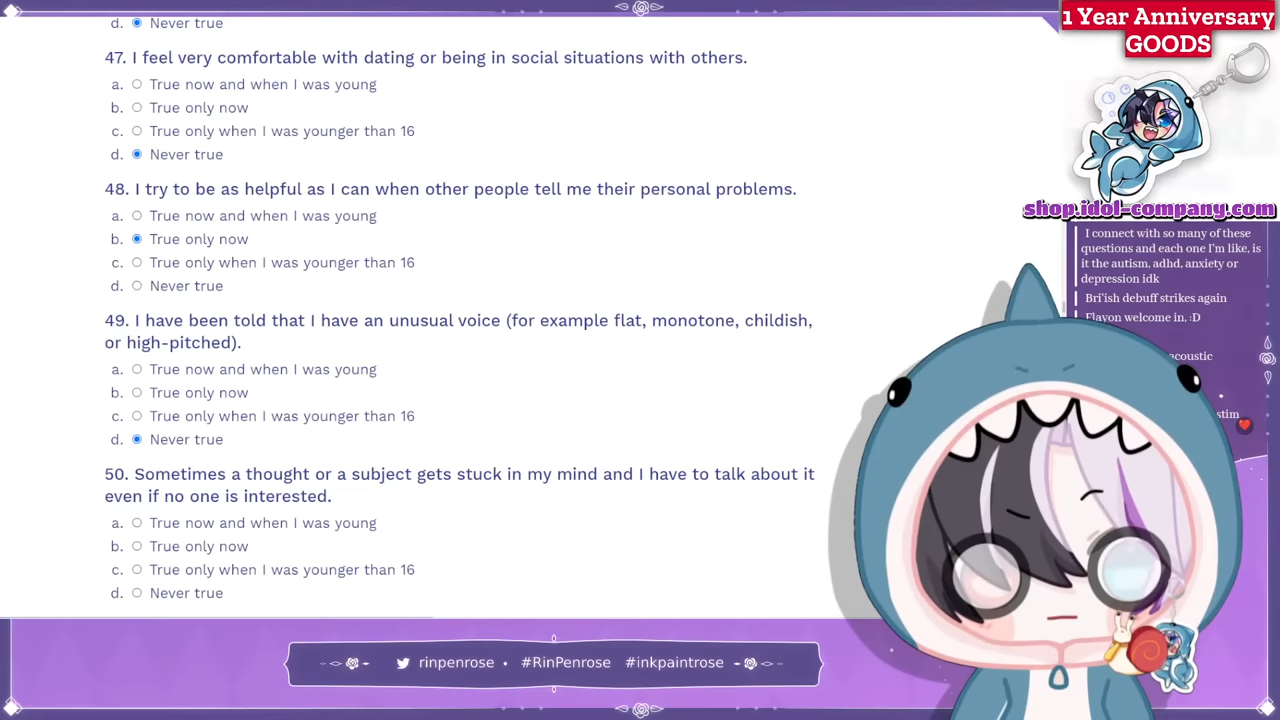 d. Never true
47. I feel very comfortable with dating or being in social situations with others.
a. True now and when I was young
b. True only now
c. True only when I was younger than 16
d. Never true
48. I try to be as helpful as I can when other people tell me their personal problems.
a. True now and when I was young
b. True only now
c. True only when I was younger than 16
d. Never true
49. I have been told that I have an unusual voice (for example flat, monotone, childish,
or high-pitched).
a. True now and when I was young
b. True only now
c. True only when I was younger than 16
d. Never true
50. Sometimes a thought or a subject gets stuck in my mind and I have to talk about it
even if no one is interested.
a. True now and when I was young
b. True only now
c. True only when I was younger than 16
d. Never true
rinpenrose • #RinPenrose #inkpaintrose
1 Year Anniversary
GOODS
shop.idol-company.com
I connect with so many of these
questions and each one I'm like, is
it the autism, adhd, anxiety or
depression idk
Bri'ish debuff strikes again
Flayon welcome in, :D
acoustic
stim